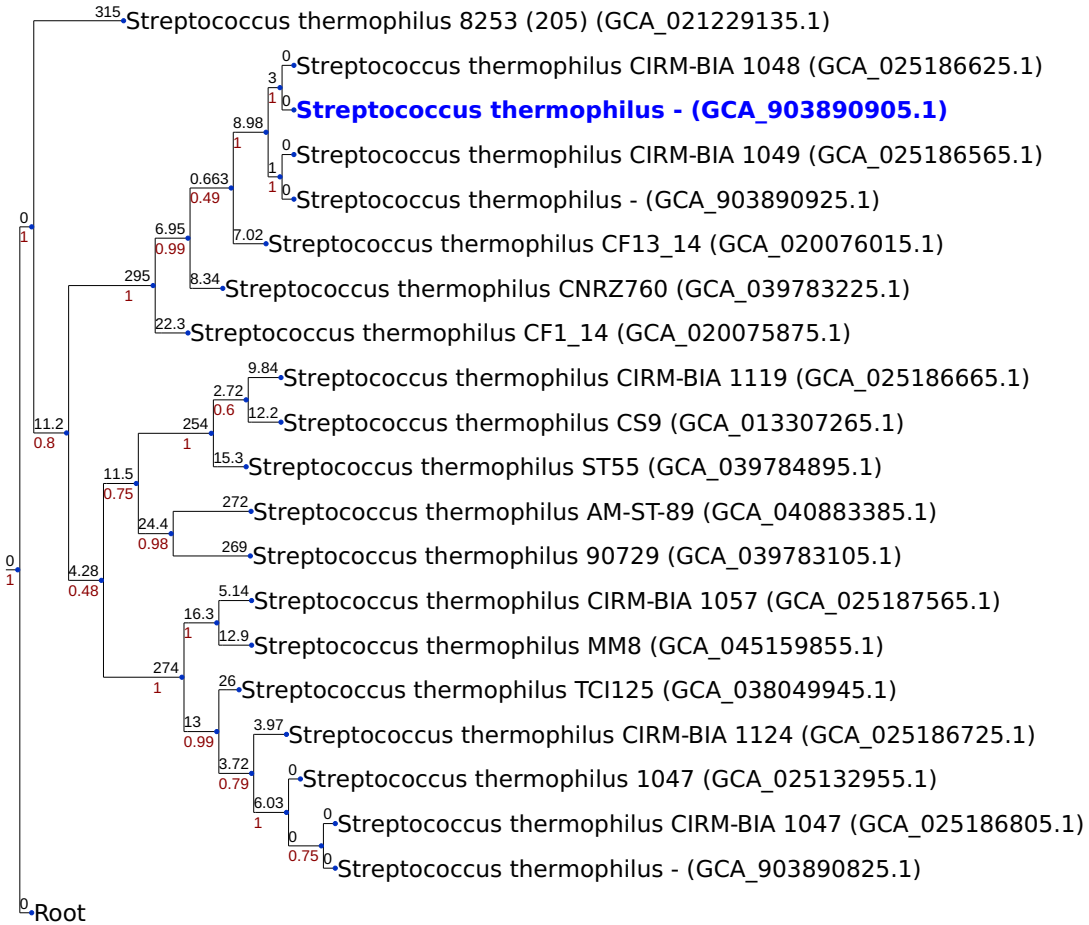 315 Streptococcus thermophilus 8253 (205) (GCA_021229135.1)
0 Streptococcus thermophilus CIRM-BIA 1048 (GCA_025186625.1)
3
1
0 Streptococcus thermophilus - (GCA_903890905.1)
8.98
1
0 Streptococcus thermophilus CIRM-BIA 1049 (GCA_025186565.1)
1
1
0 Streptococcus thermophilus - (GCA_903890925.1)
0.663
0.49
0
1
7.02 Streptococcus thermophilus CF13_14 (GCA_020076015.1)
6.95
0.99
295
1
8.34 Streptococcus thermophilus CNRZ760 (GCA_039783225.1)
22.3 Streptococcus thermophilus CF1_14 (GCA_020075875.1)
9.84 Streptococcus thermophilus CIRM-BIA 1119 (GCA_025186665.1)
2.72
0.6
12.2 Streptococcus thermophilus CS9 (GCA_013307265.1)
11.2
0.8
254
1
15.3 Streptococcus thermophilus ST55 (GCA_039784895.1)
11.5
0.75
272 Streptococcus thermophilus AM-ST-89 (GCA_040883385.1)
24.4
0.98
269 Streptococcus thermophilus 90729 (GCA_039783105.1)
0
1
4.28
0.48
5.14 Streptococcus thermophilus CIRM-BIA 1057 (GCA_025187565.1)
16.3
1
12.9 Streptococcus thermophilus MM8 (GCA_045159855.1)
274
1
26 Streptococcus thermophilus TCI125 (GCA_038049945.1)
13
0.99
3.97 Streptococcus thermophilus CIRM-BIA 1124 (GCA_025186725.1)
3.72
0.79
0 Streptococcus thermophilus 1047 (GCA_025132955.1)
6.03
1
0 Streptococcus thermophilus CIRM-BIA 1047 (GCA_025186805.1)
0
0.75
0 Streptococcus thermophilus - (GCA_903890825.1)
0 Root